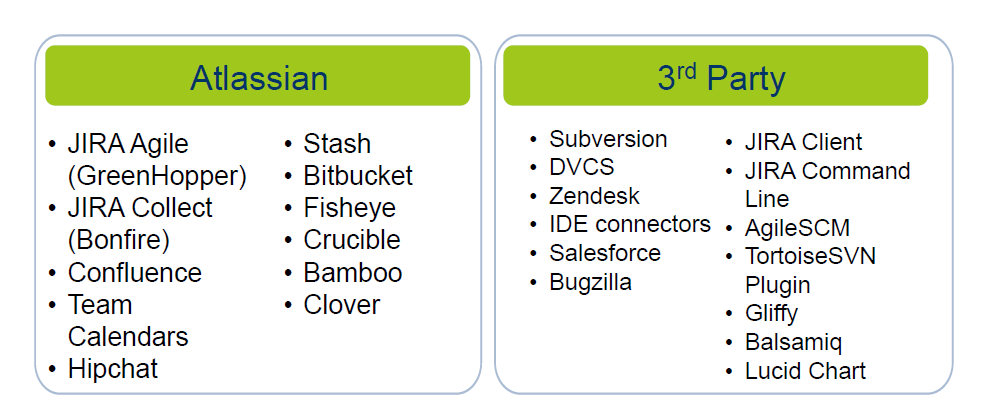 Atlassian
• JIRA Agile
(GreenHopper)
• JIRA Collect
(Bonfire)
• Confluence
• Team
Calendars
• Hipchat
• Stash
• Bitbucket
• Fisheye
• Crucible
• Bamboo
• Clover
3rd Party
• Subversion
• DVCS
• Zendesk
• IDE connectors
• Salesforce
• Bugzilla
• JIRA Client
• JIRA Command
Line
• AgileSCM
• TortoiseSVN
Plugin
• Gliffy
• Balsamiq
• Lucid Chart